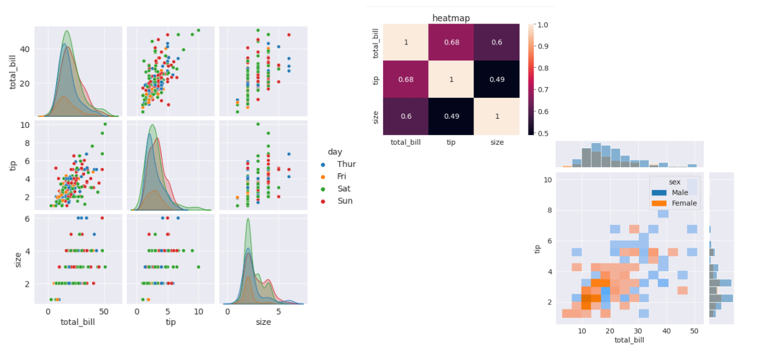 heatmap
total_bill
tip
size
1
0.68
0.6
0.68
1
0.49
0.6
0.49
1
total_bill
tip
size
1.0
0.9
0.8
0.7
0.6
0.5
total_bill
40
20
tip
10
8
6
4
2
size
6
4
2
0
50
total_bill
0
10
tip
0
5
size
day
Thur
Fri
Sat
Sun
sex
Male
Female
tip
10
8
6
4
2
10
20
30
40
50
total_bill